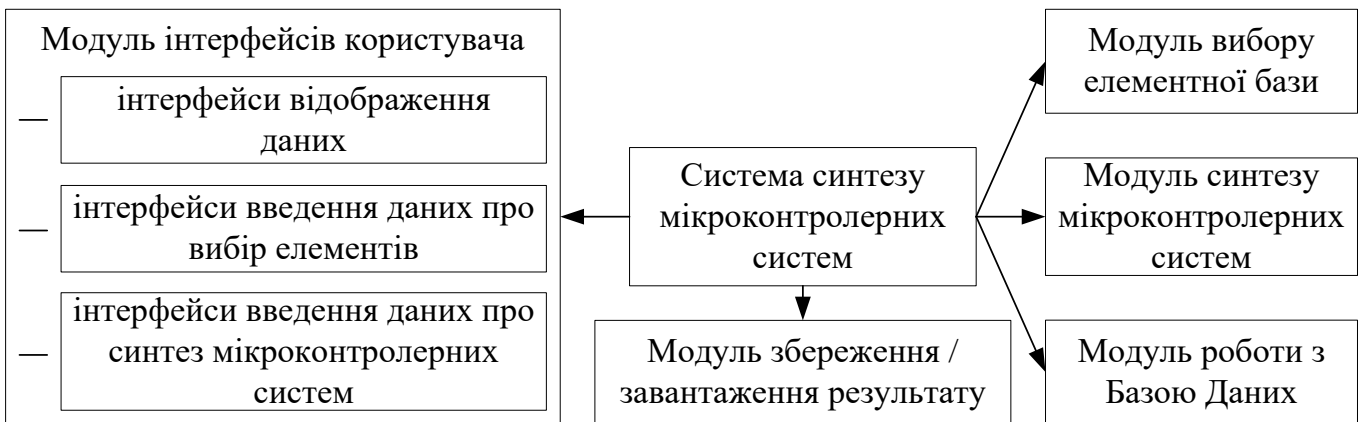 Модуль інтерфейсів користувача
— інтерфейси відображення
даних
— інтерфейси введення даних про
вибір елементів
— інтерфейси введення даних про
синтез мікроконтролерних
систем
Система синтезу
мікроконтролерних
систем
Модуль збереження /
завантаження результату
Модуль вибору
елементної бази
Модуль синтезу
мікроконтролерних
систем
Модуль роботи з
Базою Даних